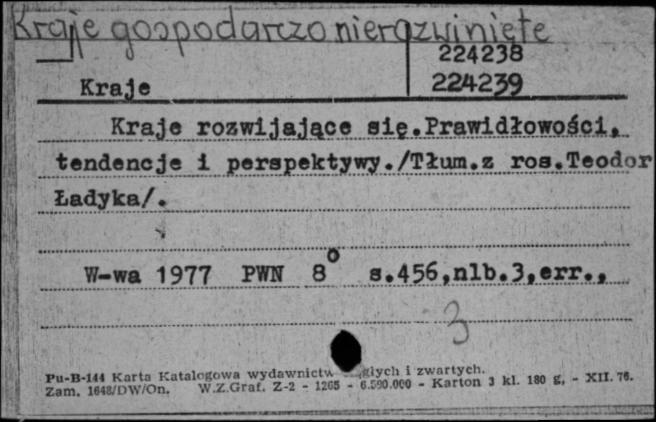 Kraje gospodarczo nierozwinięte
224238
Kraje 224239
Kraje rozwijające się.Prawidłowości,
tendencje i perspektywy./Tłum.z ros.Teodor
Ładyka/.
W-wa 1977 PWN 8° s.456,nlb.3,err.,
3
Pu-B-144 Karta Katalogowa wydawnictw i zwartych.
Zam. 1648/DW/On. W.Z.Graf. Z-2 - 1265 - 6.590.000 - Karton 3 kl. 180 g, - XII. 76.